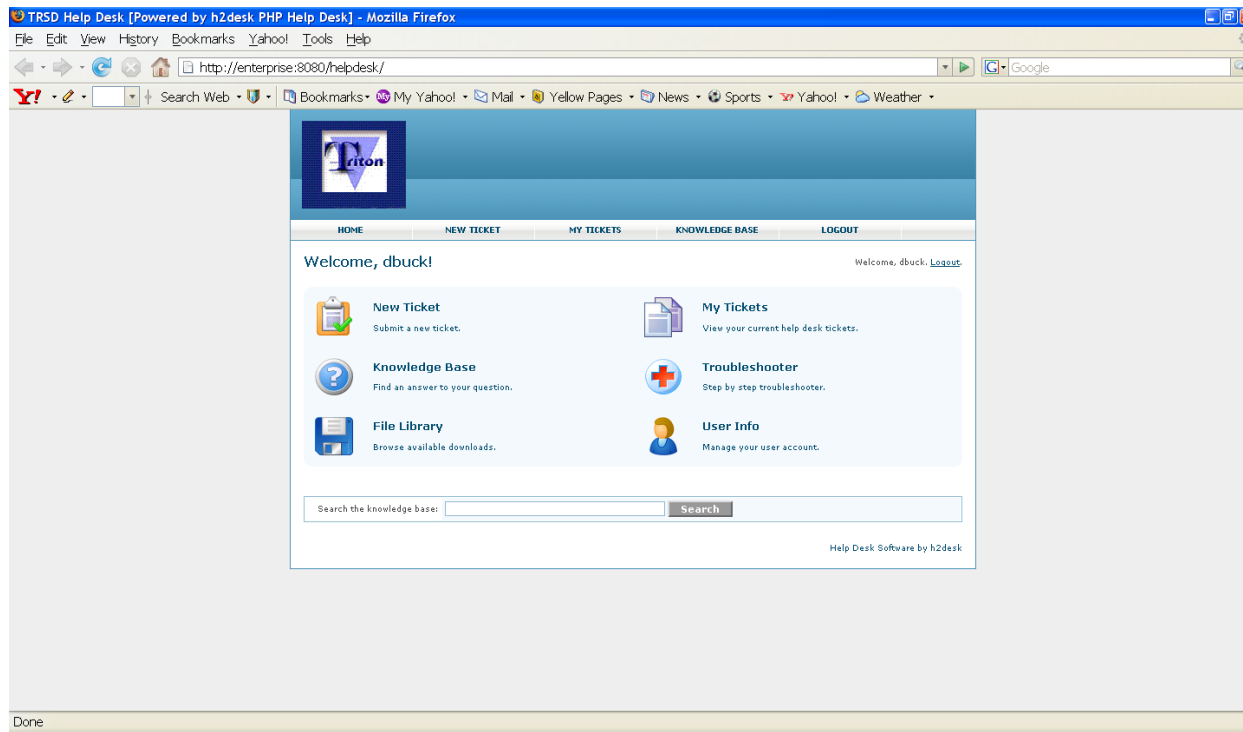 TRSD Help Desk [Powered by h2desk PHP Help Desk] - Mozilla Firefox
File Edit View History Bookmarks Yahoo! Tools Help
http://enterprise:8080/helpdesk/ G Google
Y! Search Web Bookmarks My My Yahoo! Mail Yellow Pages News Sports Yahoo! Weather
Triton
HOME NEW TICKET MY TICKETS KNOWLEDGE BASE LOGOUT
Welcome, dbuck! Welcome, dbuck. Logout.
New Ticket My Tickets
Submit a new ticket. View your current help desk tickets.
Knowledge Base Troubleshooter
Find an answer to your question. Step by step troubleshooter.
File Library User Info
Browse available downloads. Manage your user account.
Search the knowledge base: Search
Help Desk Software by h2desk
Done